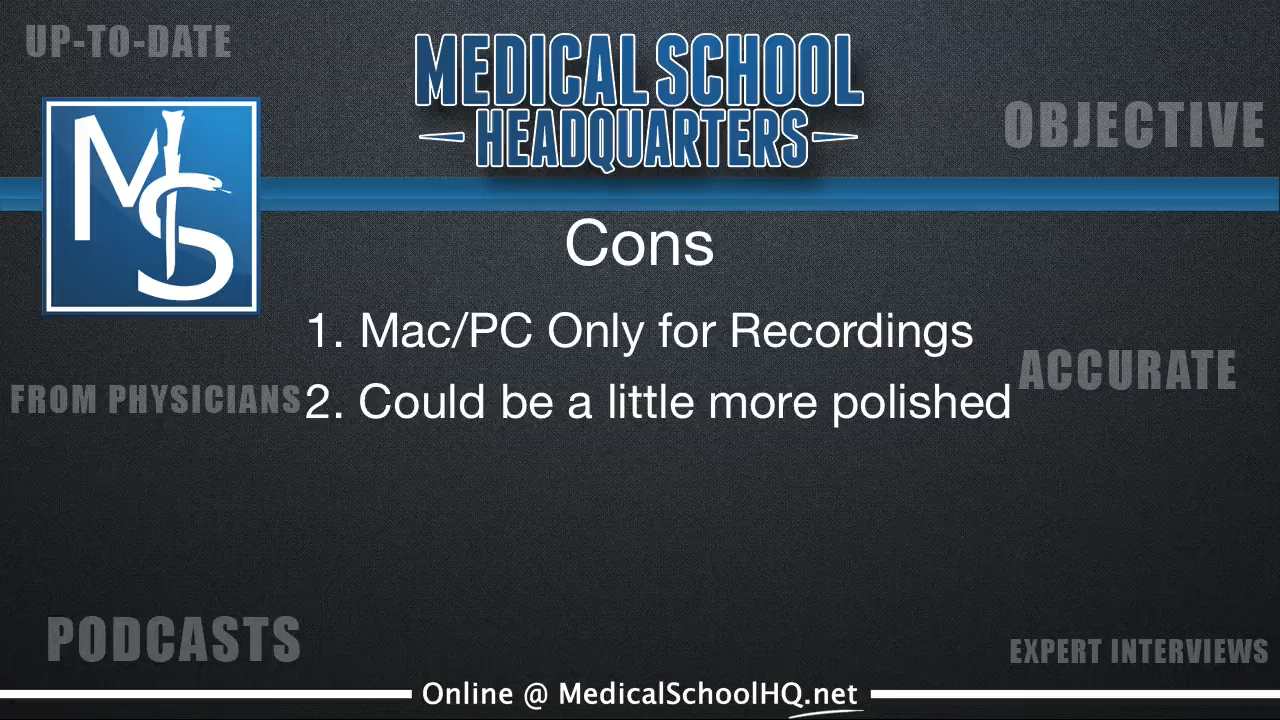 UP-TO-DATE
MEDICAL SCHOOL
HEADQUARTERS
OBJECTIVE
MS
Cons
1. Mac/PC Only for Recordings
ACCURATE
FROM PHYSICIANS
2. Could be a little more polished
PODCASTS
EXPERT INTERVIEWS
Online @ MedicalSchoolHQ.net